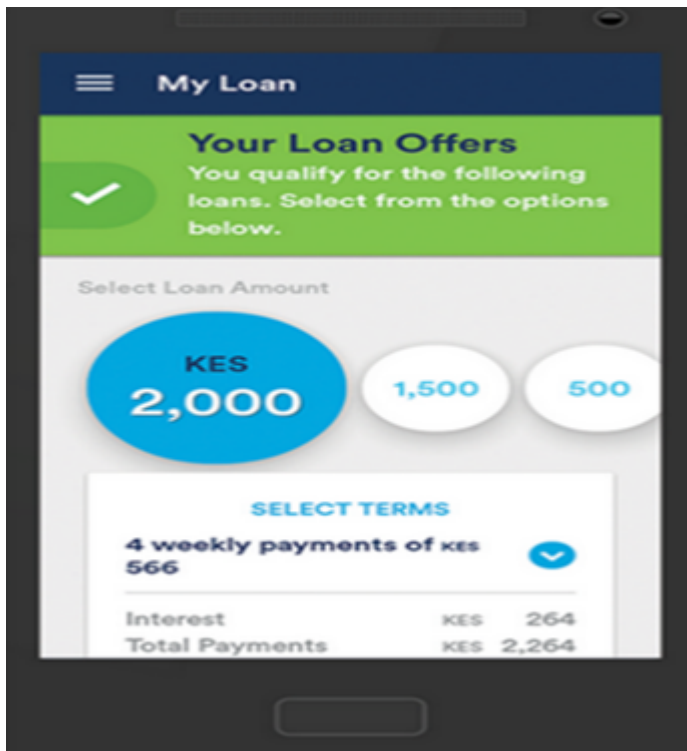 My Loan
Your Loan Offers
You qualify for the following
loans. Select from the options
below.
Select Loan Amount
KES
2,000
1,500
500
SELECT TERMS
4 weekly payments of KES
566
Interest KES 264
Total Payments KES 2,264